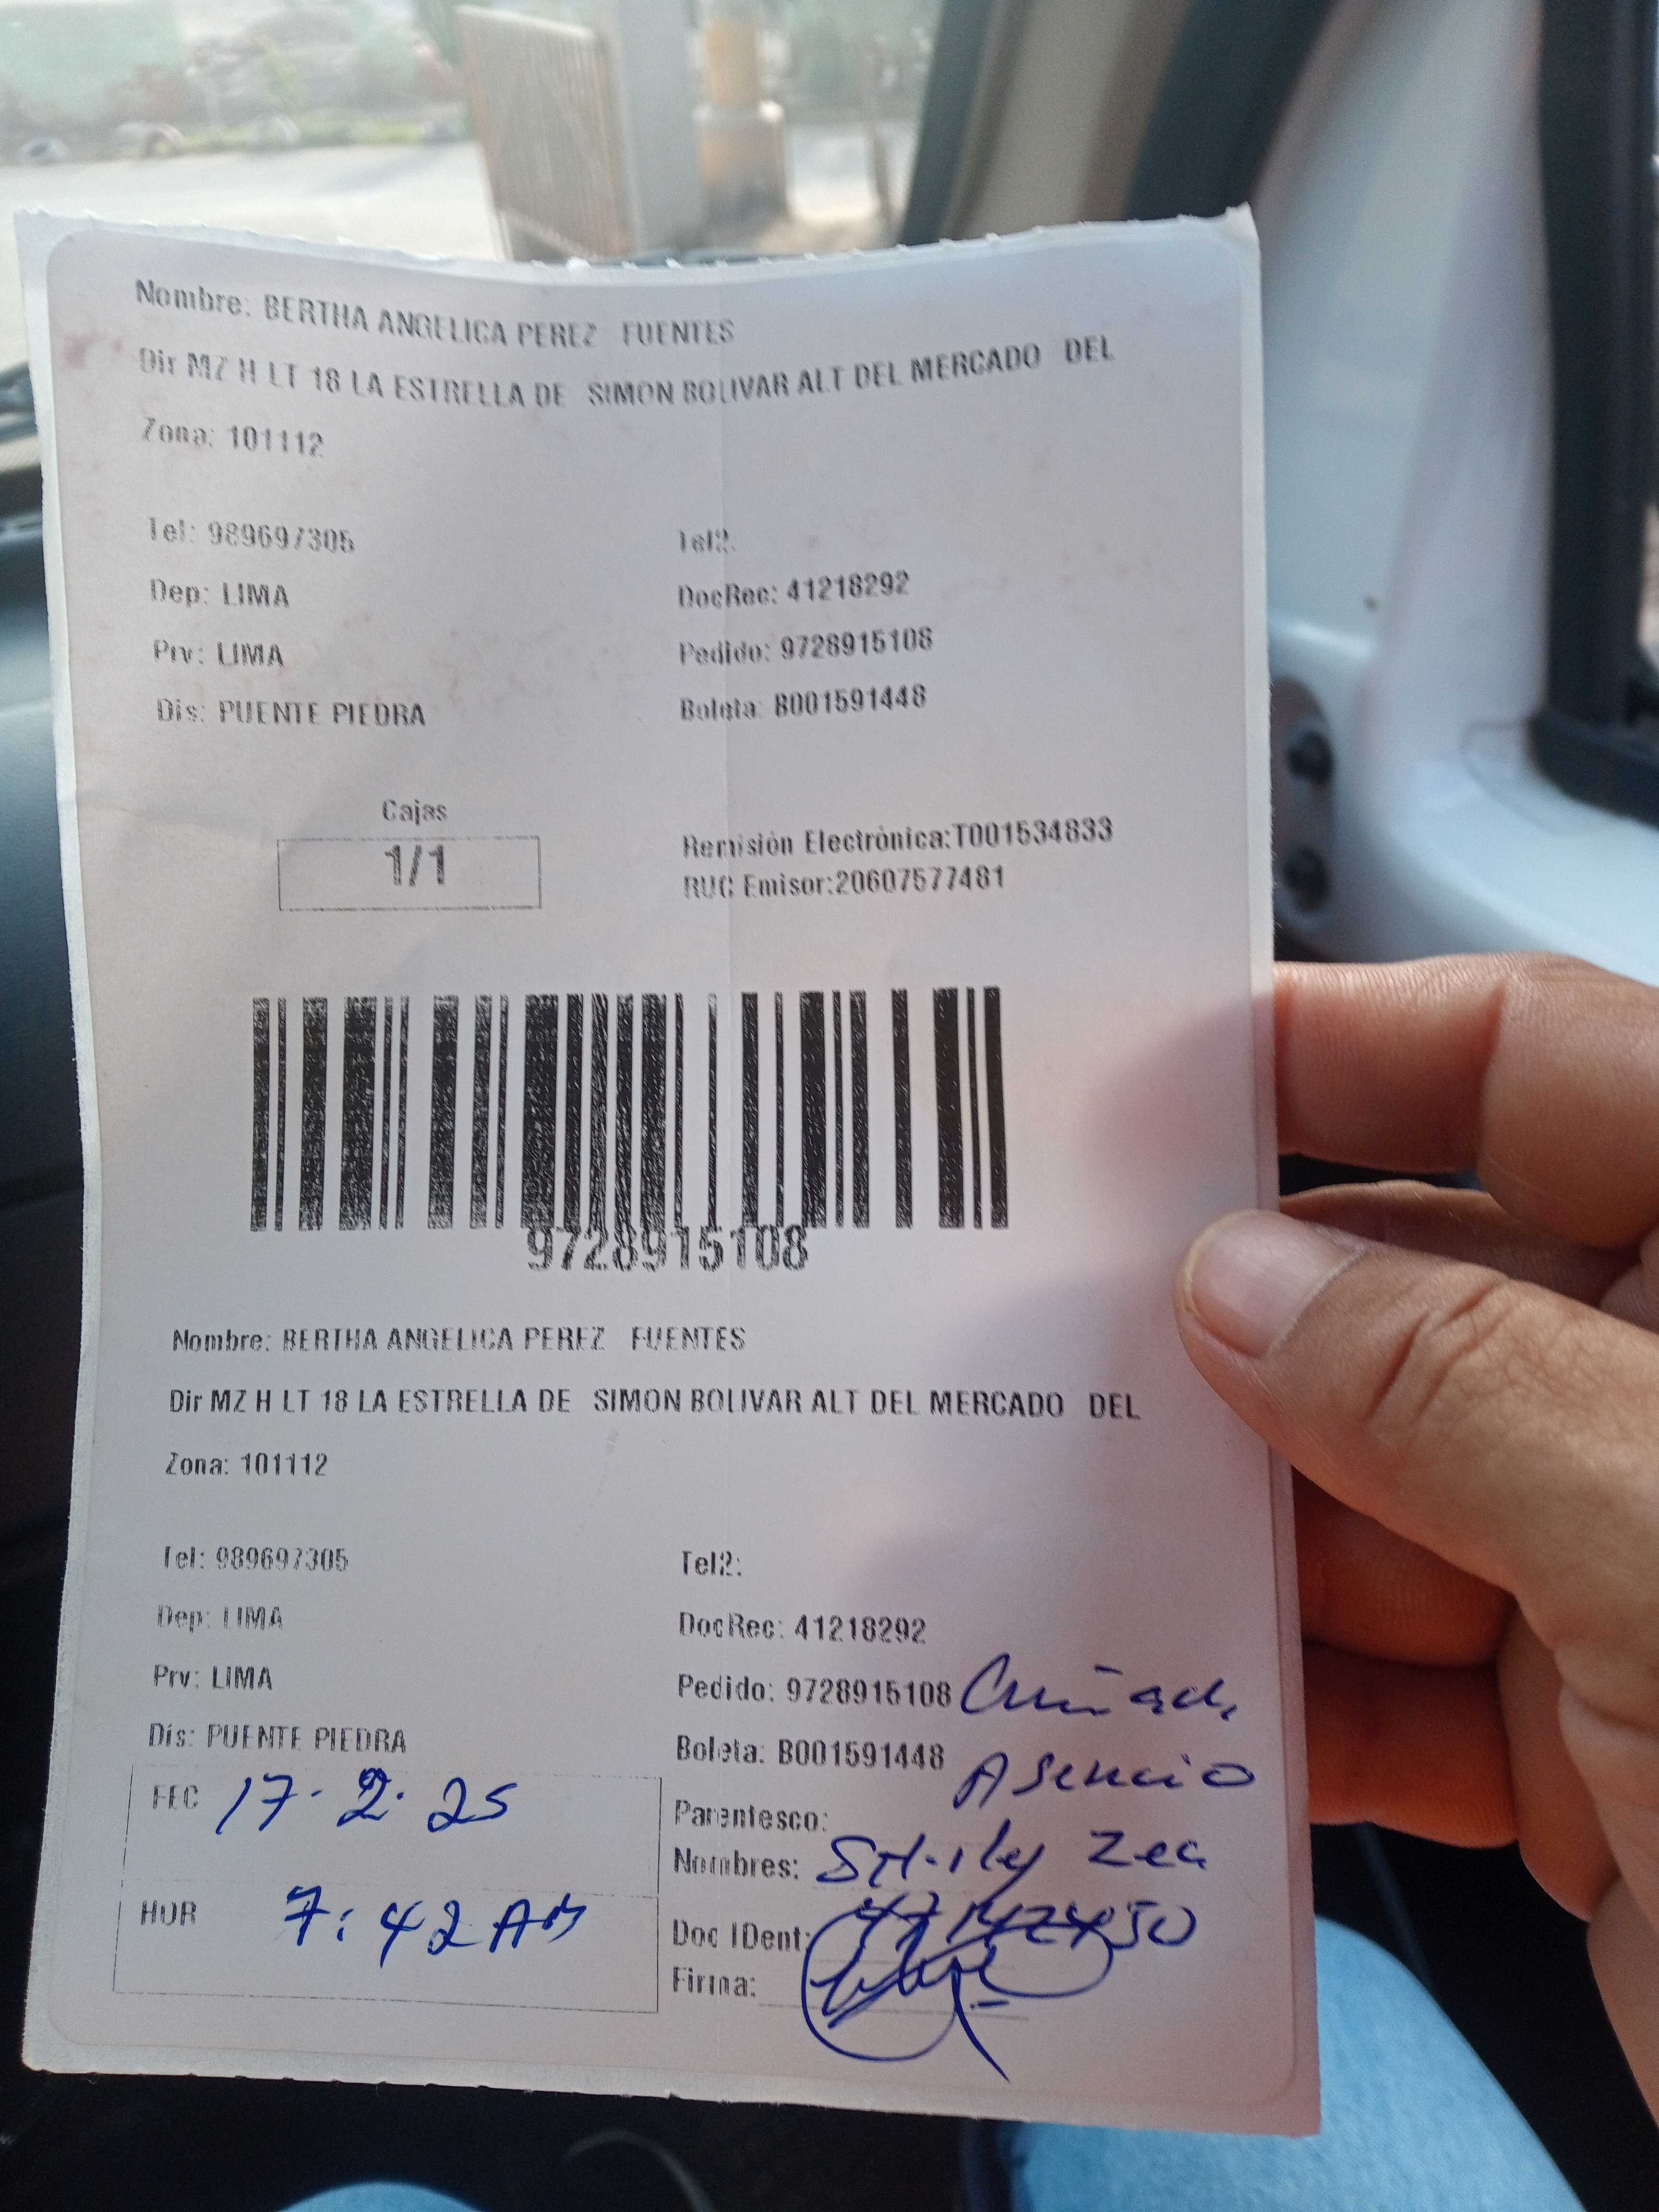 Nombre: BERTHA ANGELICA PEREZ FUENTES
Dir MZ H LT 18 LA ESTRELLA DE SIMON BOLIVAR ALT DEL MERCADO DEL
Zona: 101112
Tel: 989697305 Tel2:
Dep: LIMA DocRec: 41218292
Prv: LIMA Pedido: 9728915108
Dis: PUENTE PIEDRA Boleta: B001591448
Cajas
1/1
Remisión Electrónica:T001534833
RUC Emisor:20607577481
9728915108
Nombre: BERTHA ANGELICA PEREZ FUENTES
Dir MZ H LT 18 LA ESTRELLA DE SIMON BOLIVAR ALT DEL MERCADO DEL
Zona: 101112
Tel: 989697305 Tel2:
Dep: LIMA DocRec: 41218292
Prv: LIMA Pedido: 9728915108 Cuñada
Dis: PUENTE PIEDRA Boleta: B001591448
Asencio
FEC 17.2.25 Parentesco:
Nombres: Zea
HOR 7:42 AM Doc IDent:
Firma: